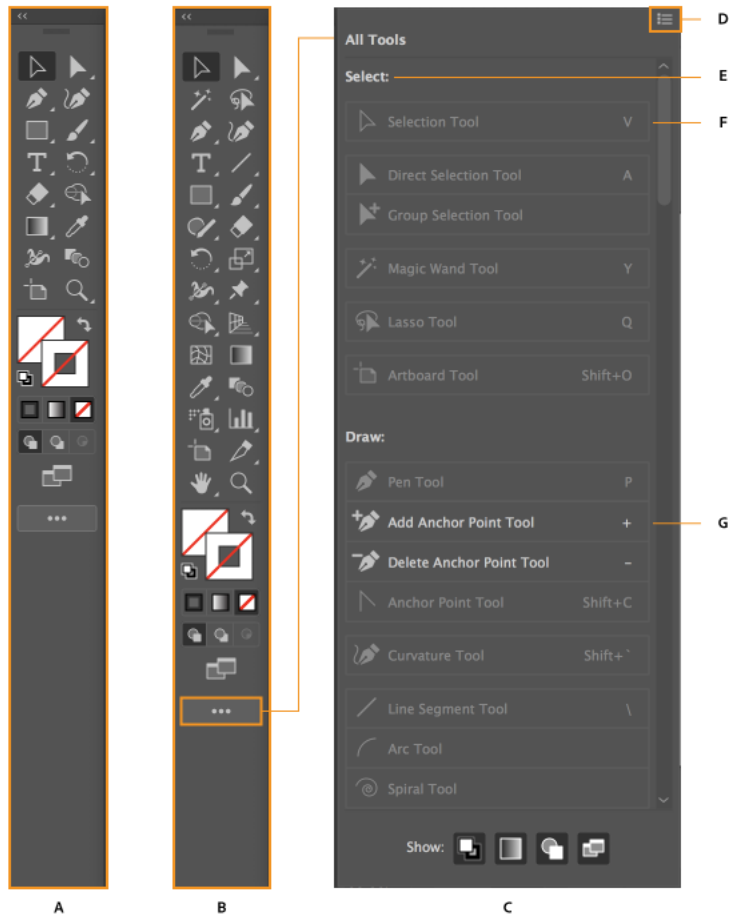 D
All Tools
Select:
E
Selection Tool V
F
Direct Selection Tool A
Group Selection Tool
Magic Wand Tool Y
Lasso Tool Q
Artboard Tool Shift+O
Draw:
Pen Tool P
Add Anchor Point Tool +
G
Delete Anchor Point Tool -
Anchor Point Tool Shift+C
Curvature Tool Shift+`
Line Segment Tool \
Arc Tool
Spiral Tool
Show:
A
B
C